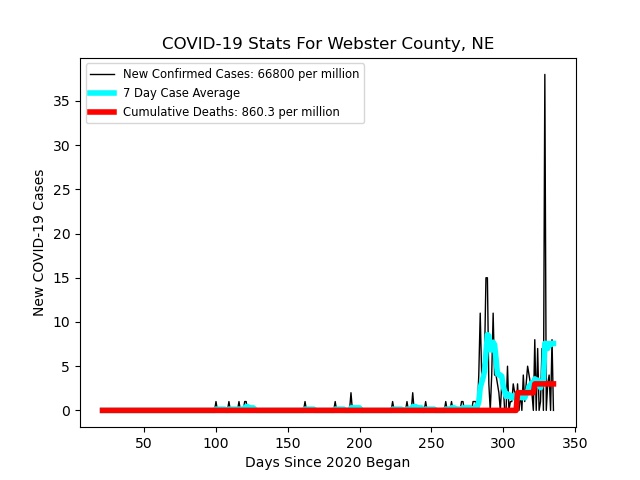 COVID-19 Stats For Webster County, NE
New Confirmed Cases: 66800 per million
7 Day Case Average
Cumulative Deaths: 860.3 per million
New COVID-19 Cases
35
30
25
20
15
10
5
0
50 100 150 200 250 300 350
Days Since 2020 Began